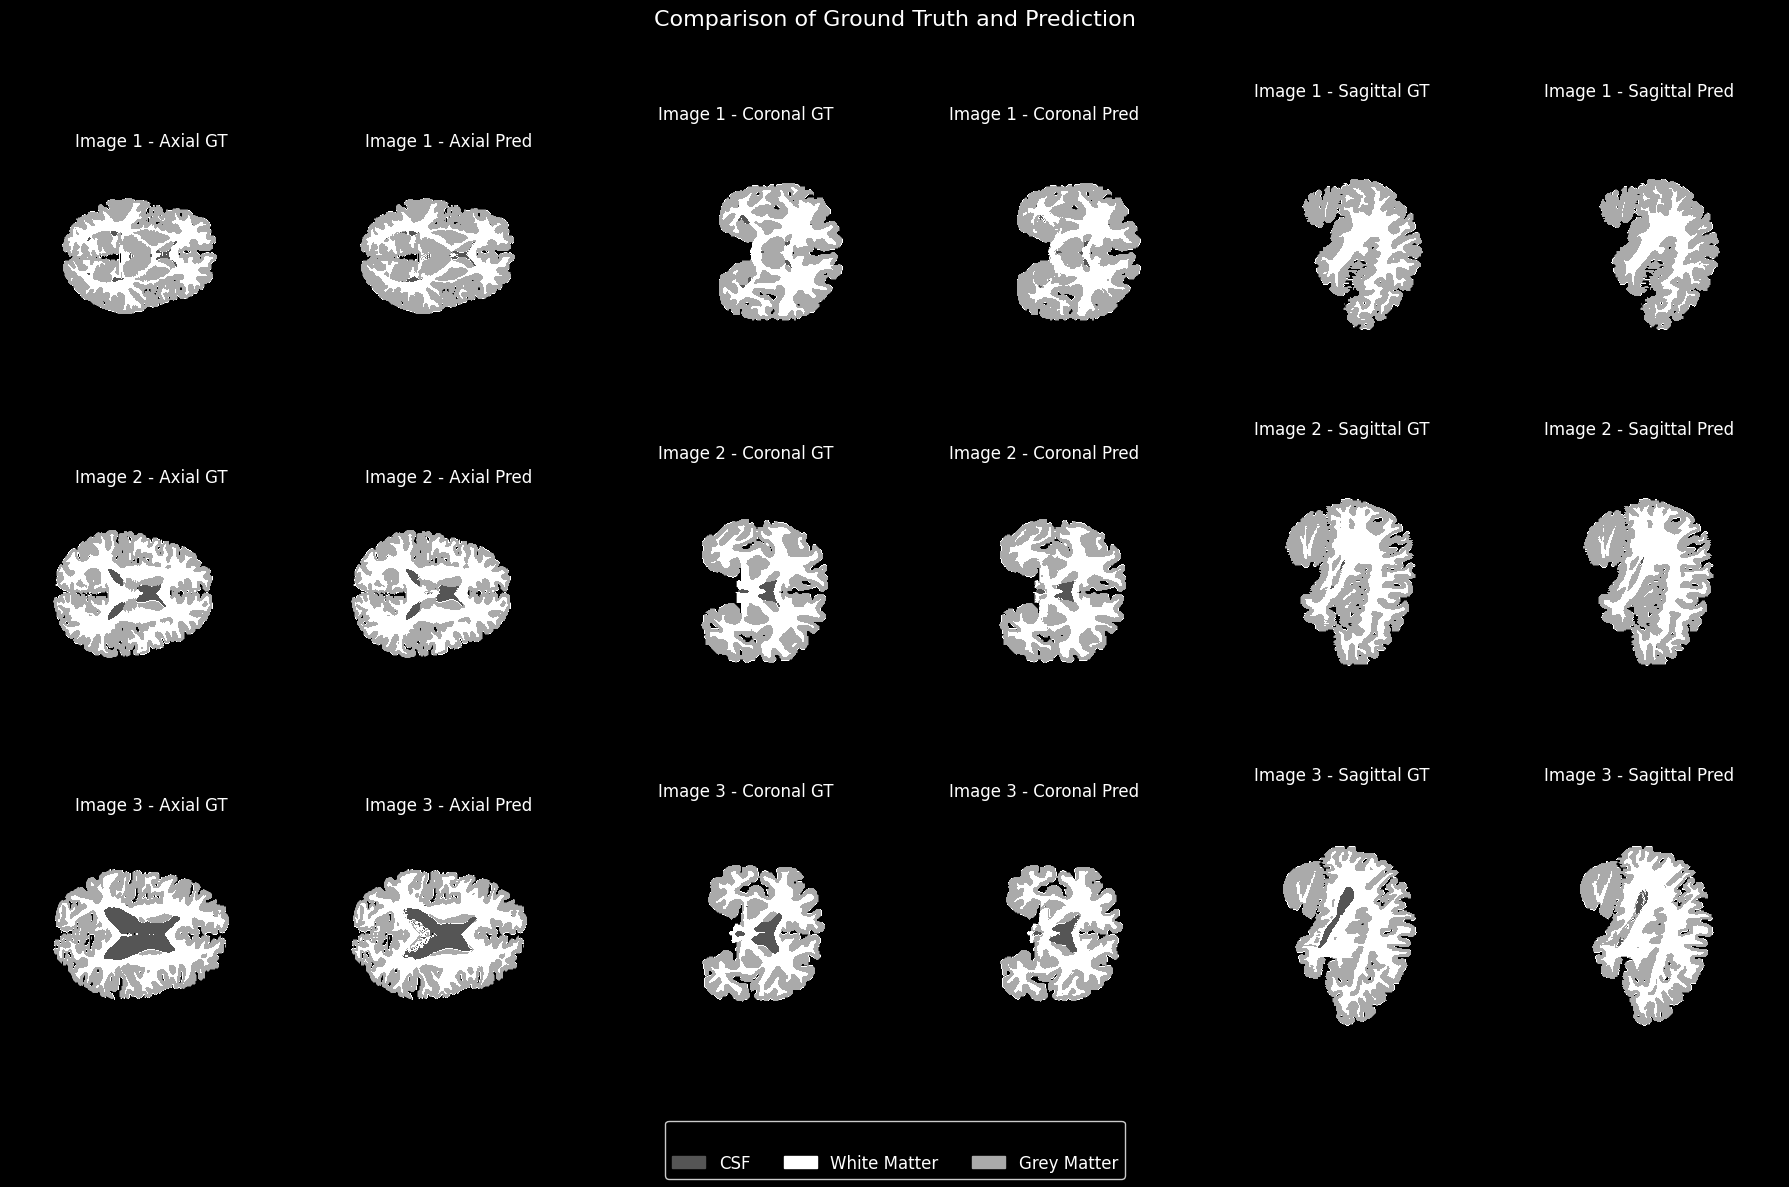 Comparison of Ground Truth and Prediction
Image 1 - Axial GT
Image 1 - Axial Pred
Image 1 - Coronal GT
Image 1 - Coronal Pred
Image 1 - Sagittal GT
Image 1 - Sagittal Pred
Image 2 - Axial GT
Image 2 - Axial Pred
Image 2 - Coronal GT
Image 2 - Coronal Pred
Image 2 - Sagittal GT
Image 2 - Sagittal Pred
Image 3 - Axial GT
Image 3 - Axial Pred
Image 3 - Coronal GT
Image 3 - Coronal Pred
Image 3 - Sagittal GT
Image 3 - Sagittal Pred
CSF
White Matter
Grey Matter